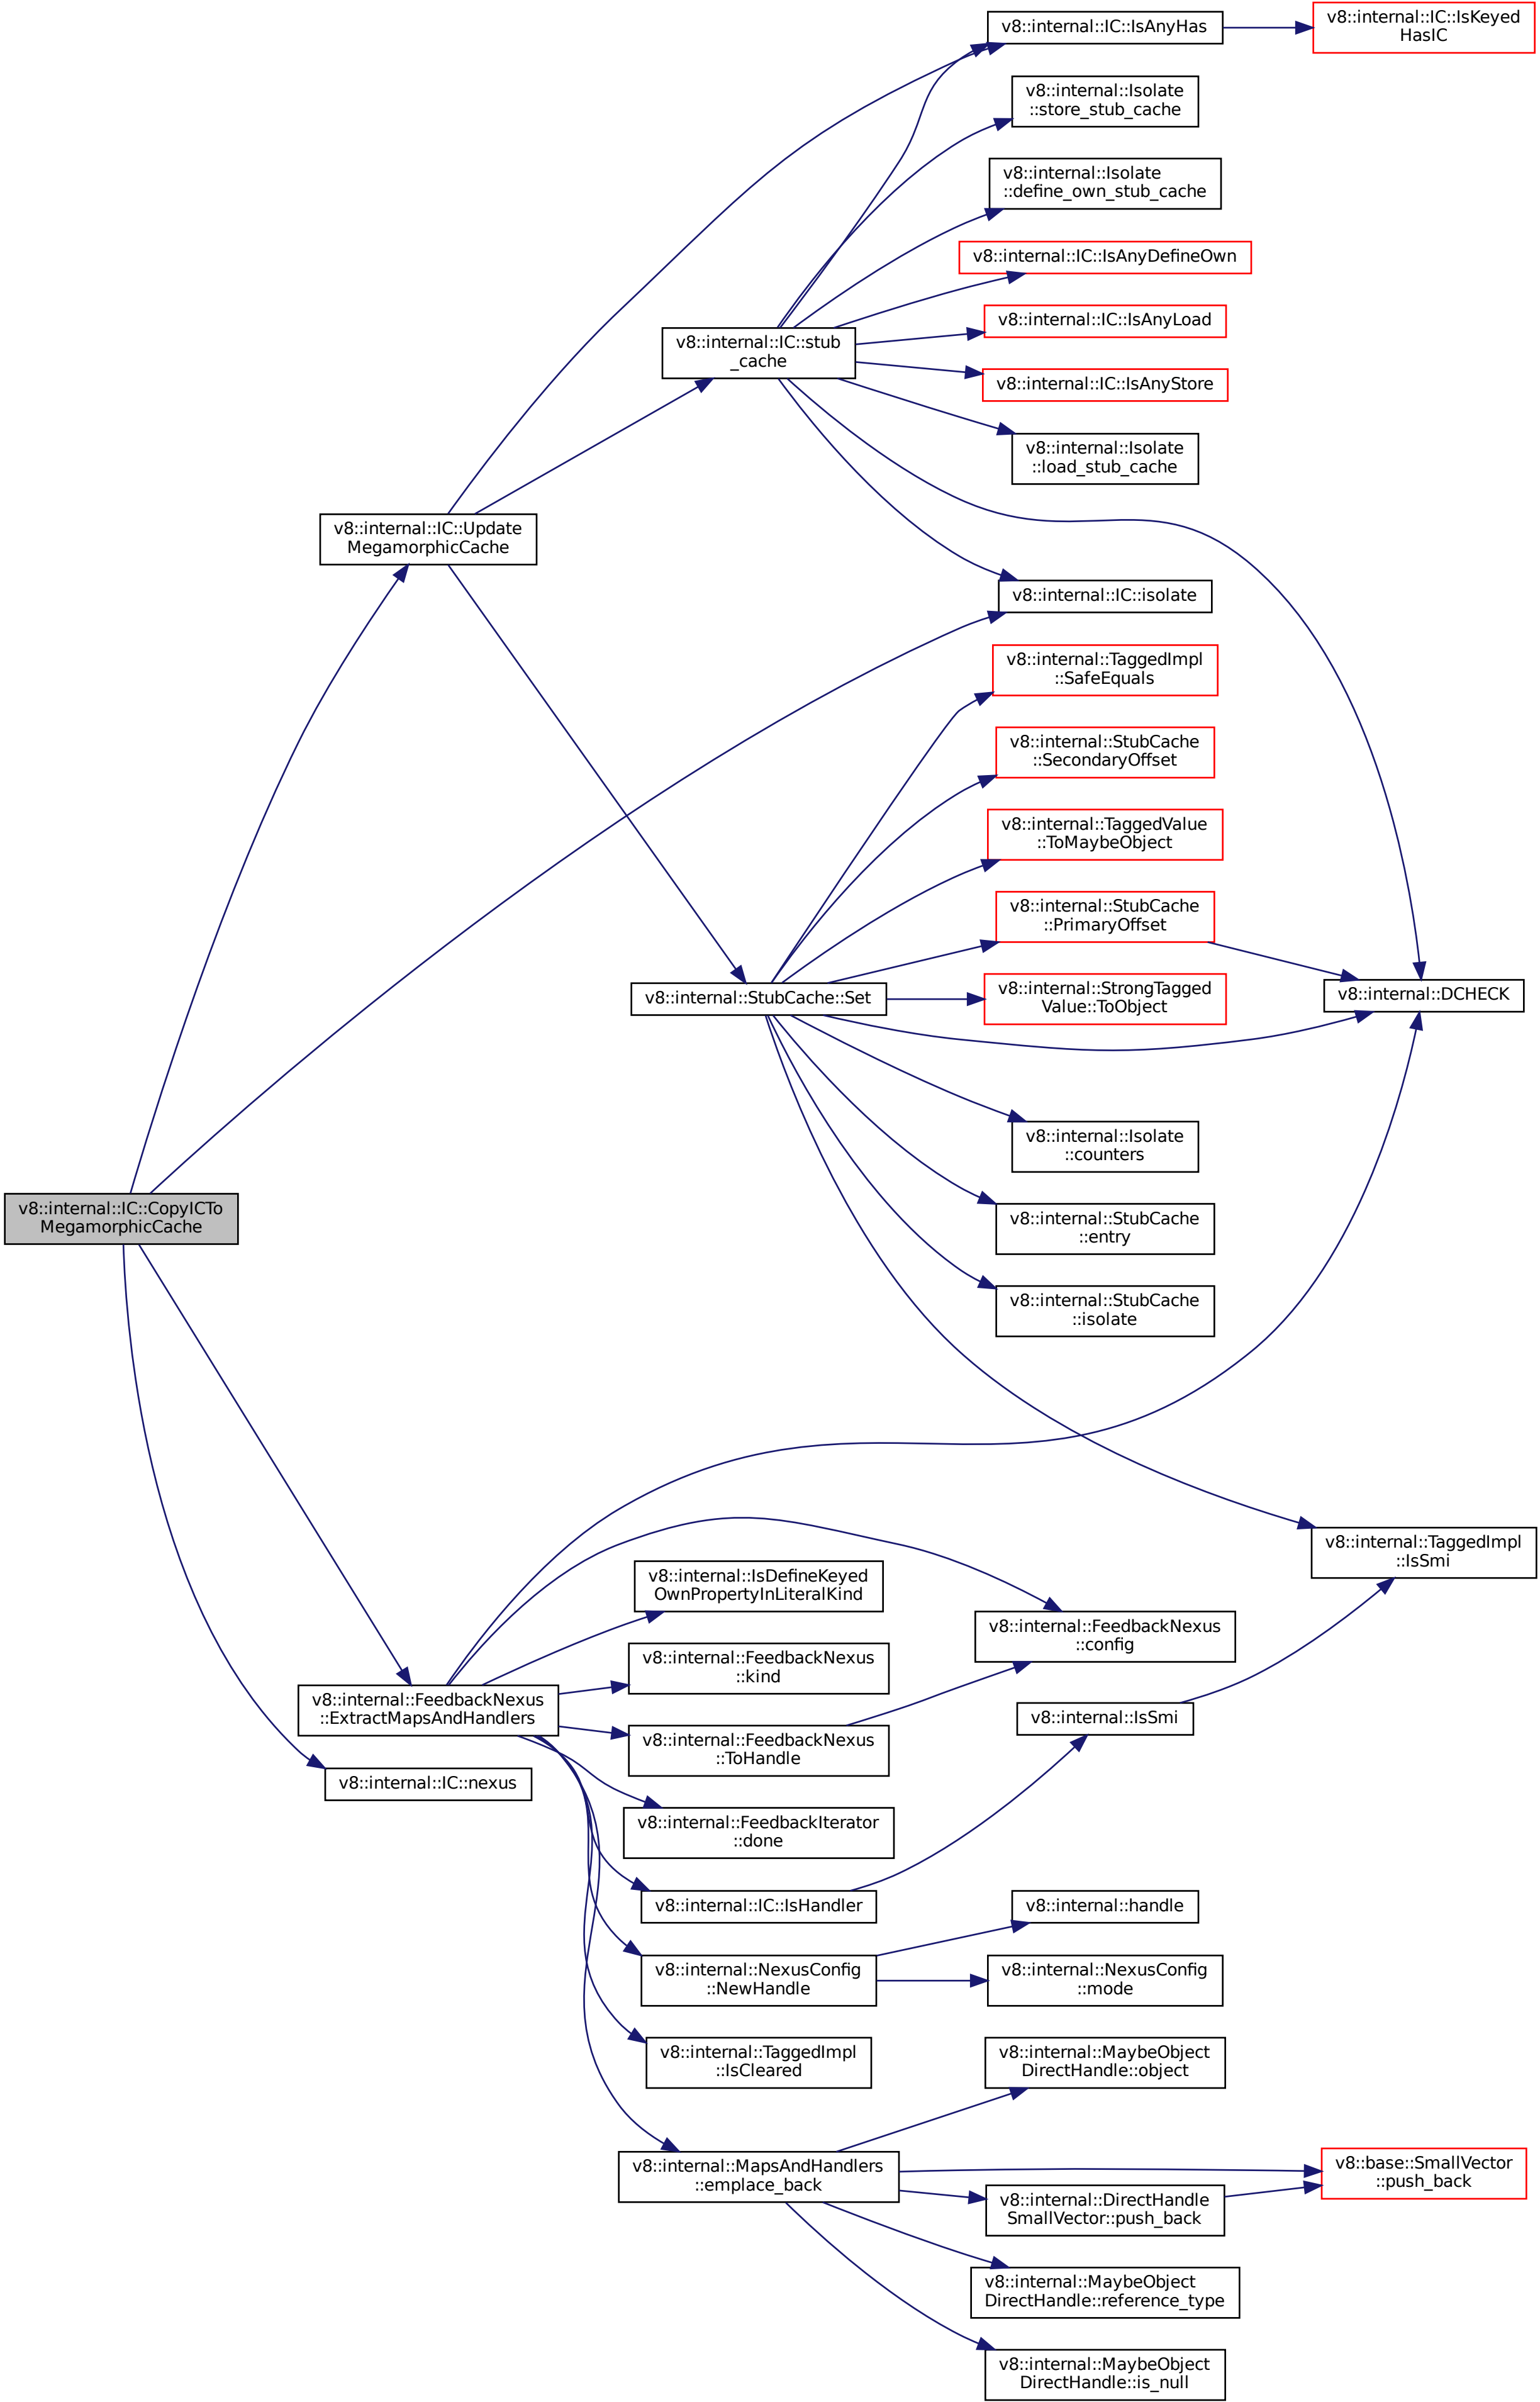 v8::internal::IC::IsAnyHas
v8::internal::IC::IsKeyed
HasIC
v8::internal::Isolate
::store_stub_cache
v8::internal::Isolate
::define_own_stub_cache
v8::internal::IC::IsAnyDefineOwn
v8::internal::IC::IsAnyLoad
v8::internal::IC::stub
_cache
v8::internal::IC::IsAnyStore
v8::internal::Isolate
::load_stub_cache
v8::internal::IC::Update
MegamorphicCache
v8::internal::IC::isolate
v8::internal::TaggedImpl
::SafeEquals
v8::internal::StubCache
::SecondaryOffset
v8::internal::TaggedValue
::ToMaybeObject
v8::internal::StubCache
::PrimaryOffset
v8::internal::StubCache::Set
v8::internal::StrongTagged
Value::ToObject
v8::internal::DCHECK
v8::internal::Isolate
::counters
v8::internal::IC::CopyICTo
MegamorphicCache
v8::internal::StubCache
::entry
v8::internal::StubCache
::isolate
v8::internal::TaggedImpl
::IsSmi
v8::internal::IsDefineKeyed
OwnPropertyInLiteralKind
v8::internal::FeedbackNexus
::config
v8::internal::FeedbackNexus
::kind
v8::internal::FeedbackNexus
::ExtractMapsAndHandlers
v8::internal::IsSmi
v8::internal::FeedbackNexus
::ToHandle
v8::internal::IC::nexus
v8::internal::FeedbackIterator
::done
v8::internal::IC::IsHandler
v8::internal::handle
v8::internal::NexusConfig
::NewHandle
v8::internal::NexusConfig
::mode
v8::internal::TaggedImpl
::IsCleared
v8::internal::MaybeObject
DirectHandle::object
v8::internal::MapsAndHandlers
::emplace_back
v8::base::SmallVector
::push_back
v8::internal::DirectHandle
SmallVector::push_back
v8::internal::MaybeObject
DirectHandle::reference_type
v8::internal::MaybeObject
DirectHandle::is_null